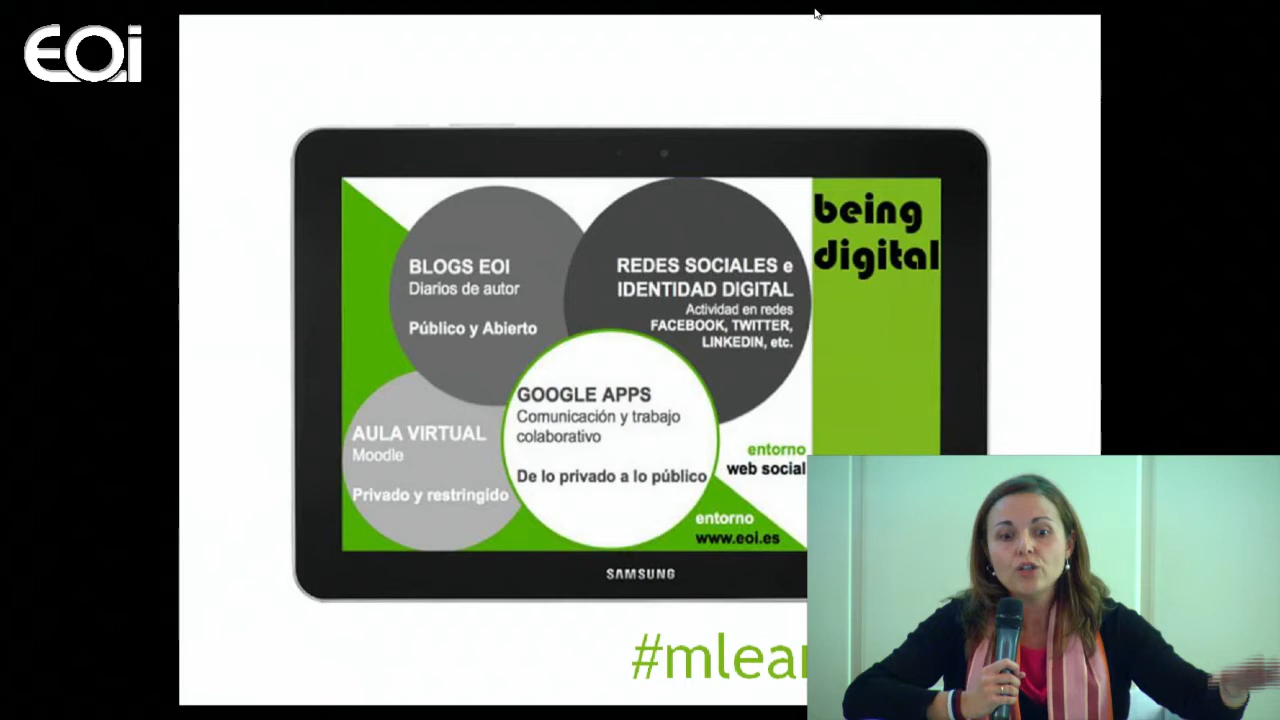 EOi
being
digital
BLOGS EOI
Diarios de autor
Público y Abierto
REDES SOCIALES e
IDENTIDAD DIGITAL
Actividad en redes
FACEBOOK, TWITTER,
LINKEDIN, etc.
GOOGLE APPS
Comunicación y trabajo
colaborativo
De lo privado a lo público
AULA VIRTUAL
Moodle
Privado y restringido
entorno
web social
entorno
www.eoi.es
SAMSUNG
#mlear